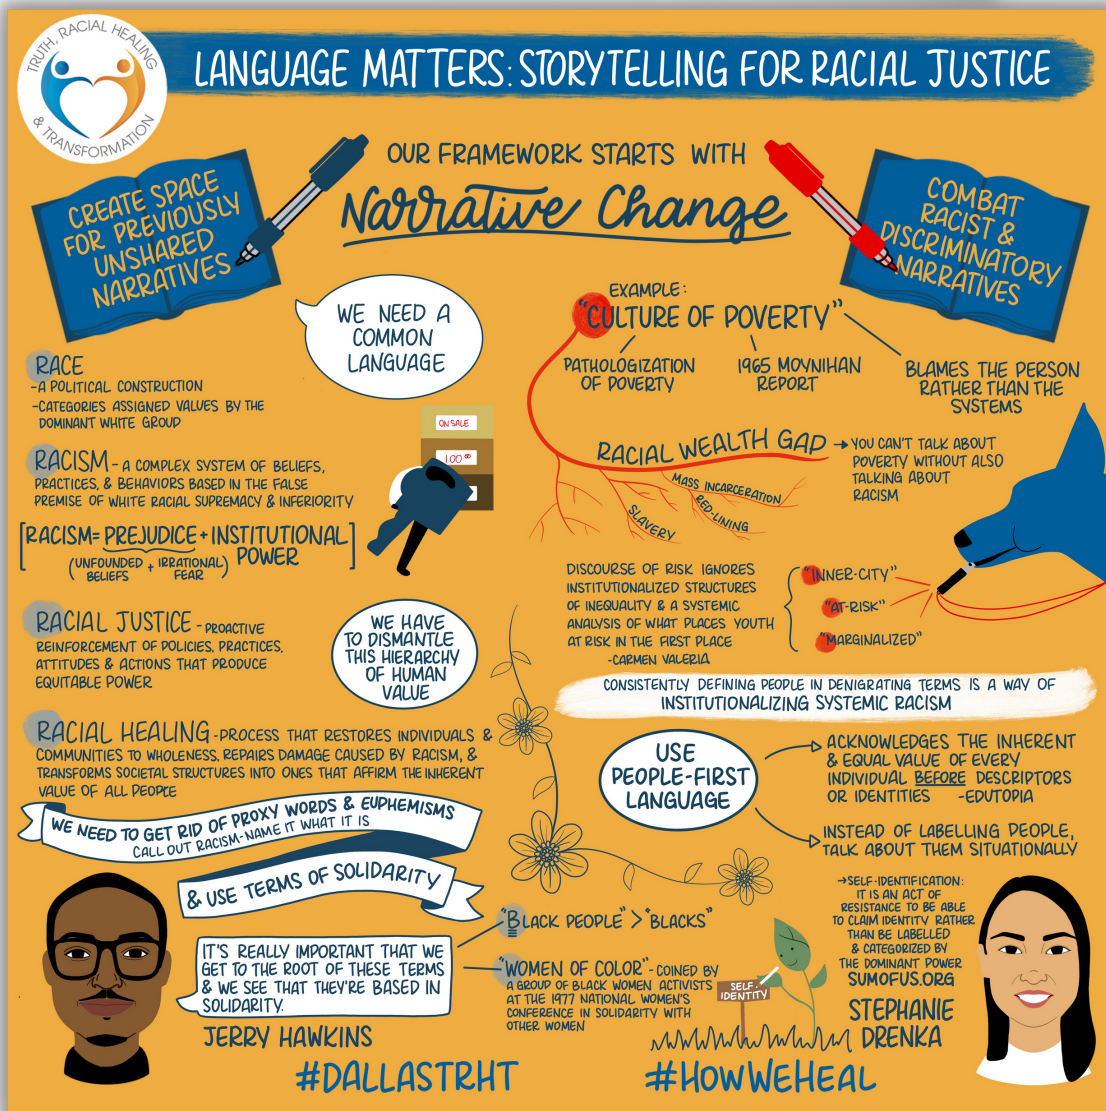 TRUTH, RACIAL HEALING
& TRANSFORMATION
LANGUAGE MATTERS: STORYTELLING FOR RACIAL JUSTICE
OUR FRAMEWORK STARTS WITH
Narrative Change
CREATE SPACE
FOR PREVIOUSLY
UNSHARED
NARRATIVES
COMBAT
RACIST &
DISCRIMINATORY
NARRATIVES
WE NEED A
COMMON
LANGUAGE
RACE
-A POLITICAL CONSTRUCTION
-CATEGORIES ASSIGNED VALUES BY THE
DOMINANT WHITE GROUP
RACISM - A COMPLEX SYSTEM OF BELIEFS,
PRACTICES, & BEHAVIORS BASED IN THE FALSE
PREMISE OF WHITE RACIAL SUPREMACY & INFERIORITY
[RACISM= PREJUDICE + INSTITUTIONAL
POWER]
(UNFOUNDED + IRRATIONAL)
BELIEFS FEAR
ON SALE
1.00
RACIAL JUSTICE - PROACTIVE
REINFORCEMENT OF POLICIES, PRACTICES,
ATTITUDES & ACTIONS THAT PRODUCE
EQUITABLE POWER
WE HAVE
TO DISMANTLE
THIS HIERARCHY
OF HUMAN
VALUE
RACIAL HEALING - PROCESS THAT RESTORES INDIVIDUALS &
COMMUNITIES TO WHOLENESS, REPAIRS DAMAGE CAUSED BY RACISM, &
TRANSFORMS SOCIETAL STRUCTURES INTO ONES THAT AFFIRM THE INHERENT
VALUE OF ALL PEOPLE
WE NEED TO GET RID OF PROXY WORDS & EUPHEMISMS
CALL OUT RACISM-NAME IT WHAT IT IS
& USE TERMS OF SOLIDARITY
IT'S REALLY IMPORTANT THAT WE
GET TO THE ROOT OF THESE TERMS
& WE SEE THAT THEY'RE BASED IN
SOLIDARITY.
JERRY HAWKINS
"BLACK PEOPLE" > "BLACKS"
"WOMEN OF COLOR" - COINED BY
A GROUP OF BLACK WOMEN ACTIVISTS
AT THE 1977 NATIONAL WOMEN'S
CONFERENCE IN SOLIDARITY WITH
OTHER WOMEN
EXAMPLE:
"CULTURE OF POVERTY"
PATHOLOGIZATION
OF POVERTY
1965 MOYNIHAN
REPORT
BLAMES THE PERSON
RATHER THAN THE
SYSTEMS
RACIAL WEALTH GAP
→ YOU CAN'T TALK ABOUT
POVERTY WITHOUT ALSO
TALKING ABOUT
RACISM
MASS INCARCERATION
RED-LINING
SLAVERY
DISCOURSE OF RISK IGNORES
INSTITUTIONALIZED STRUCTURES
OF INEQUALITY & A SYSTEMIC
ANALYSIS OF WHAT PLACES YOUTH
AT RISK IN THE FIRST PLACE
-CARMEN VALERIA
"INNER-CITY"
"AT-RISK"
"MARGINALIZED"
CONSISTENTLY DEFINING PEOPLE IN DENIGRATING TERMS IS A WAY OF
INSTITUTIONALIZING SYSTEMIC RACISM
USE
PEOPLE-FIRST
LANGUAGE
ACKNOWLEDGES THE INHERENT
& EQUAL VALUE OF EVERY
INDIVIDUAL BEFORE DESCRIPTORS
OR IDENTITIES -EDUTOPIA
INSTEAD OF LABELLING PEOPLE,
TALK ABOUT THEM SITUATIONALLY
→SELF-IDENTIFICATION:
IT IS AN ACT OF
RESISTANCE TO BE ABLE
TO CLAIM IDENTITY RATHER
THAN BE LABELLED
& CATEGORIZED BY
THE DOMINANT POWER
SUMOFUS.ORG
SELF-
IDENTITY
STEPHANIE
DRENKA
#DALLASTRHT
#HOWWEHEAL